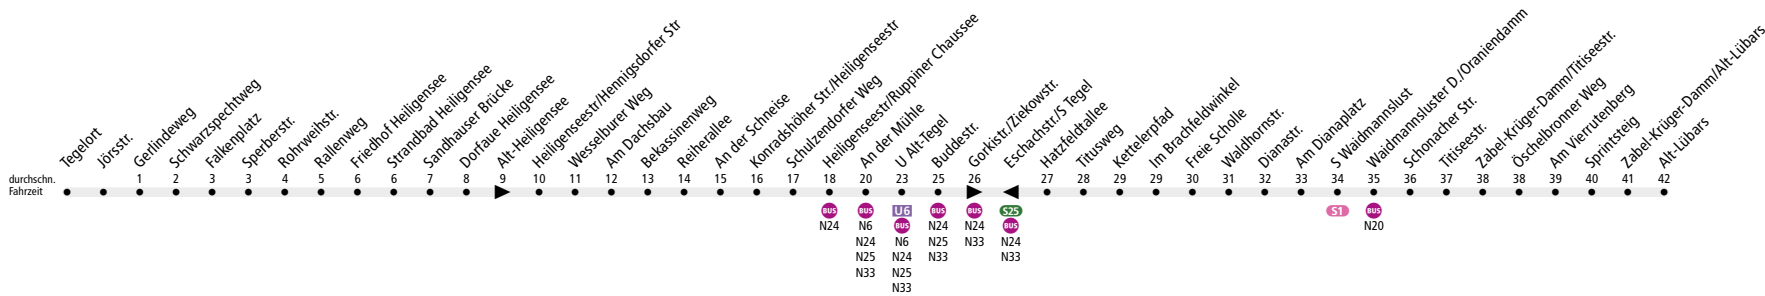 Tegelort
Jörsstr.
Gerlindeweg
Schwarzspechtweg
Falkenplatz
Sperberstr.
Rohrweihstr.
Rallenweg
Friedhof Heiligensee
Strandbad Heiligensee
Sandhauser Brücke
Dorfaue Heiligensee
Alt-Heiligensee
Heiligenseestr/Hennigsdorfer Str
Wesselburer Weg
Am Dachsbau
Bekassinenweg
Reiherallee
An der Schneise
Konradshöher Str./Heiligenseestr
Schulzendorfer Weg
Heiligenseestr/Ruppiner Chaussee
An der Mühle
U Alt-Tegel
Buddestr.
Gorkistr./Ziekowstr.
Eschachstr./S Tegel
Hatzfeldtallee
Titusweg
Kettelerpfad
Im Brachfeldwinkel
Freie Scholle
Waldhornstr.
Dianastr.
Am Dianaplatz
S Waidmannslust
Waidmannsluster D./Oraniendamm
Schonacher Str.
Titiseestr.
Zabel-Krüger-Damm/Titiseestr.
Öschelbronner Weg
Am Vierrutenberg
Sprintsteig
Zabel-Krüger-Damm/Alt-Lübars
Alt-Lübars
durchschn. 1 2 3 3 4 5 6 6 7 8 9 10 11 12 13 14 15 16 17 18 20 23 25 26 27 28 29 29 30 31 32 33 34 35 36 37 38 38 39 40 41 42
Fahrzeit
BUS BUS U6 BUS BUS S25 S1 BUS
N24 N6 BUS N24 N24 BUS N20
N24 N6 N25 N33 N24
N25 N24 N33 N33
N33 N25
N33